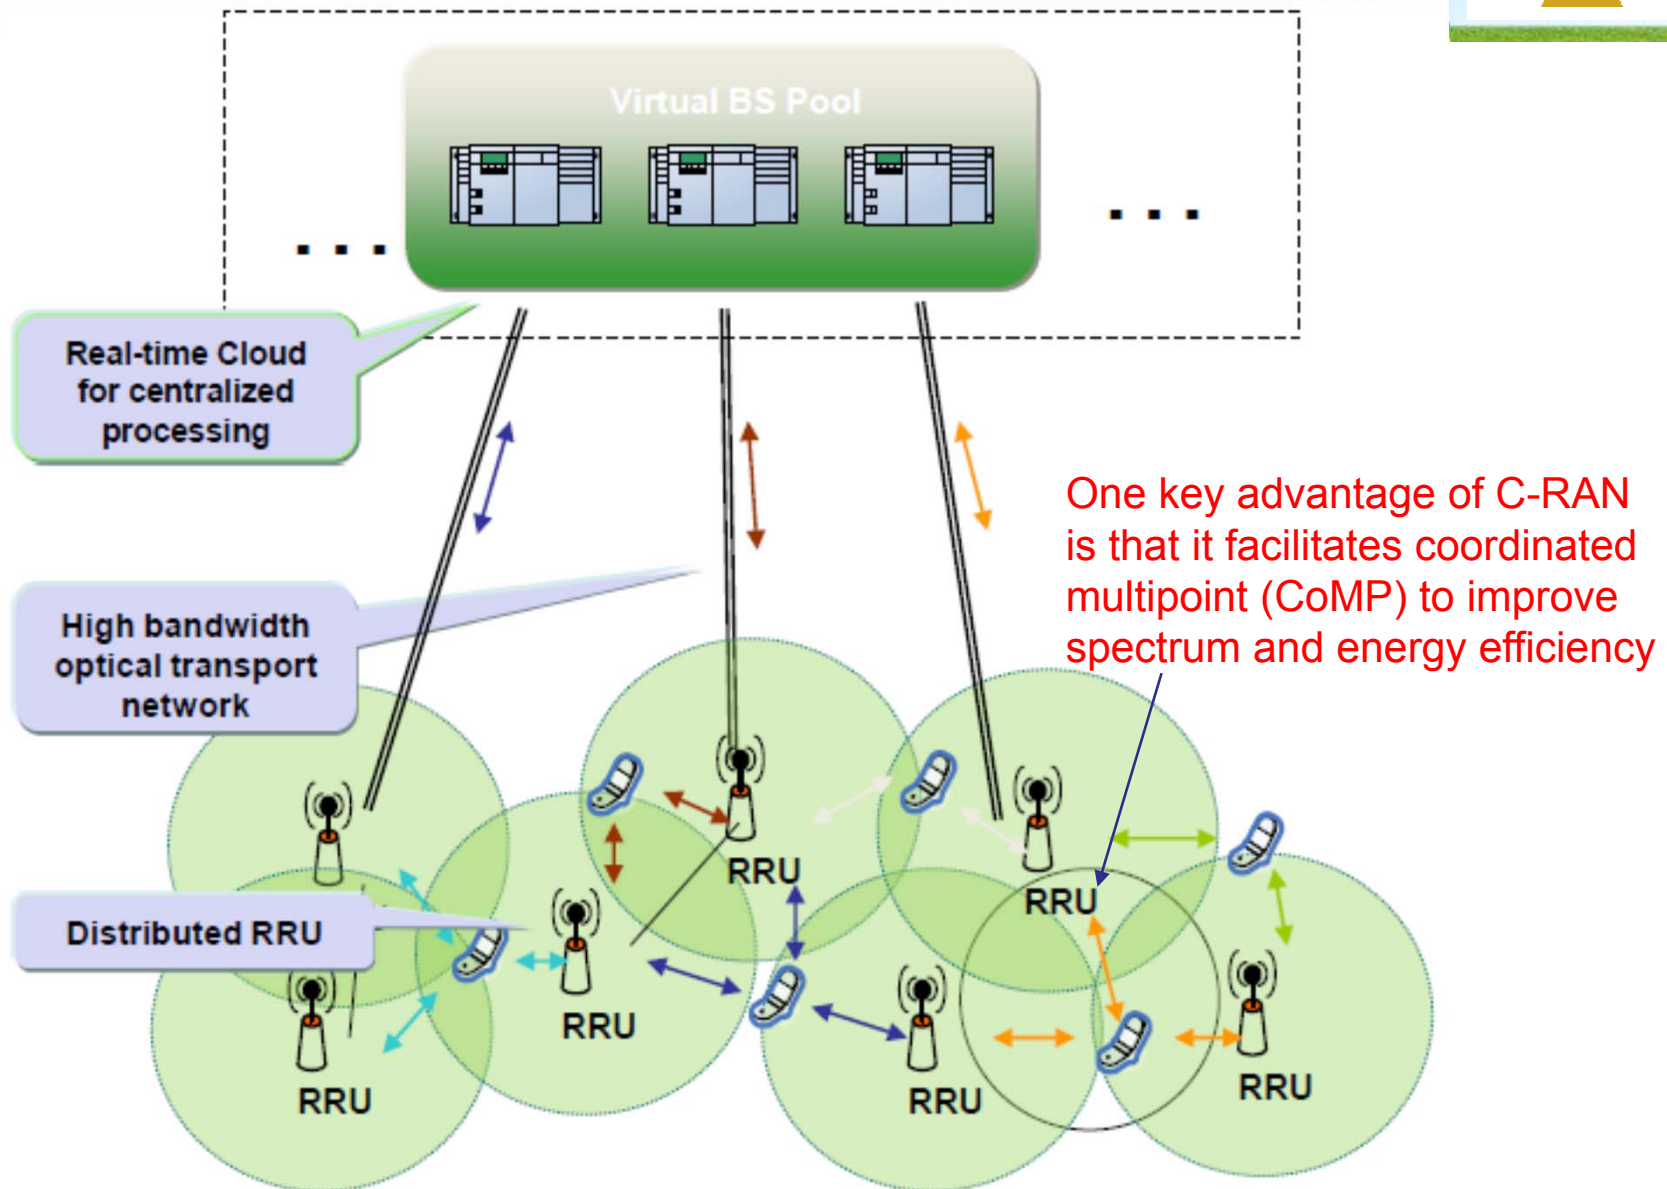 Virtual BS Pool
. . .
. . .
Real-time Cloud
for centralized
processing
One key advantage of C-RAN
is that it facilitates coordinated
multipoint (CoMP) to improve
spectrum and energy efficiency
High bandwidth
optical transport
network
RRU
RRU
Distributed RRU
RRU
RRU
RRU
RRU